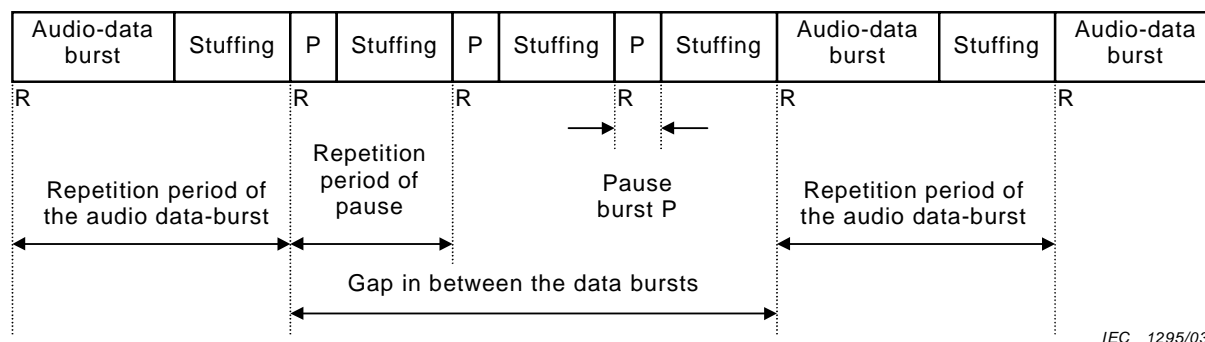 Audio-data burst Stuffing P Stuffing P Stuffing P Stuffing Audio-data burst Stuffing Audio-data burst
R R R R R R
Repetition period of the audio data-burst
Repetition period of pause
Pause burst P
Repetition period of the audio data-burst
Gap in between the data bursts
IEC 1295/03